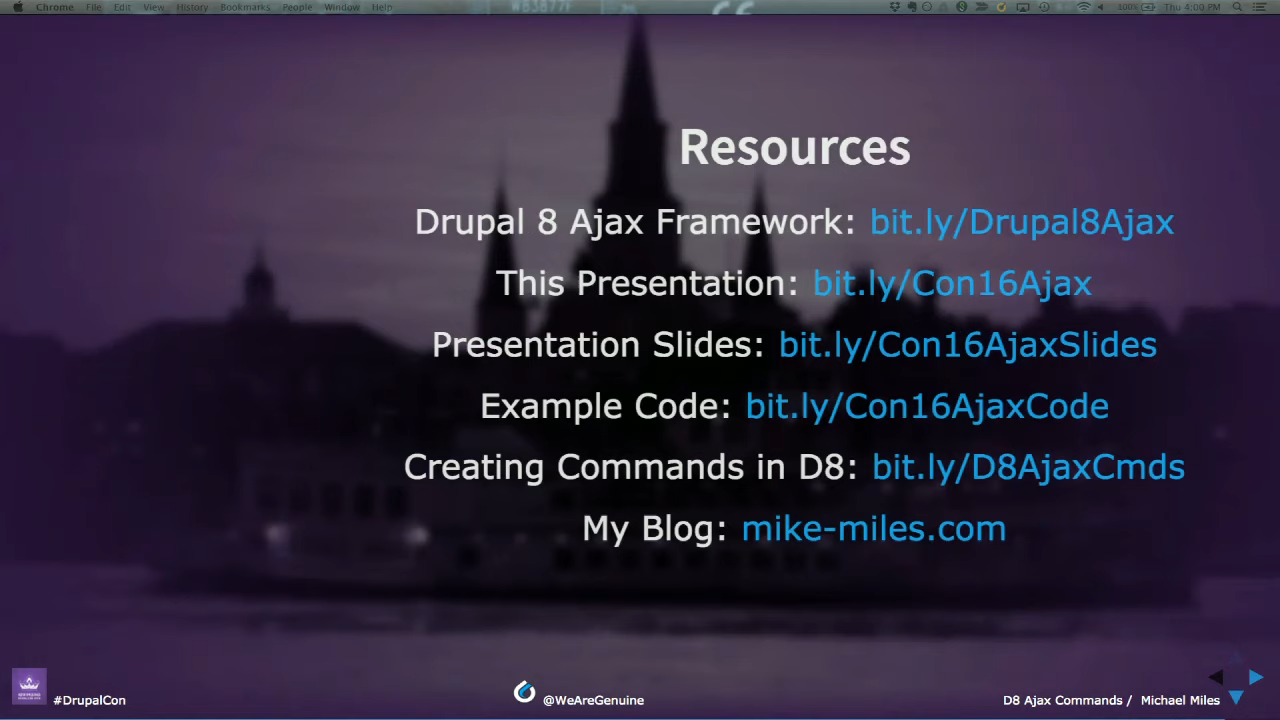 Chrome File Edit View History Bookmarks People Window Help
100% Thu 4:00 PM
Resources
Drupal 8 Ajax Framework: bit.ly/Drupal8Ajax
This Presentation: bit.ly/Con16Ajax
Presentation Slides: bit.ly/Con16AjaxSlides
Example Code: bit.ly/Con16AjaxCode
Creating Commands in D8: bit.ly/D8AjaxCmds
My Blog: mike-miles.com
#DrupalCon
@WeAreGenuine
D8 Ajax Commands / Michael Miles